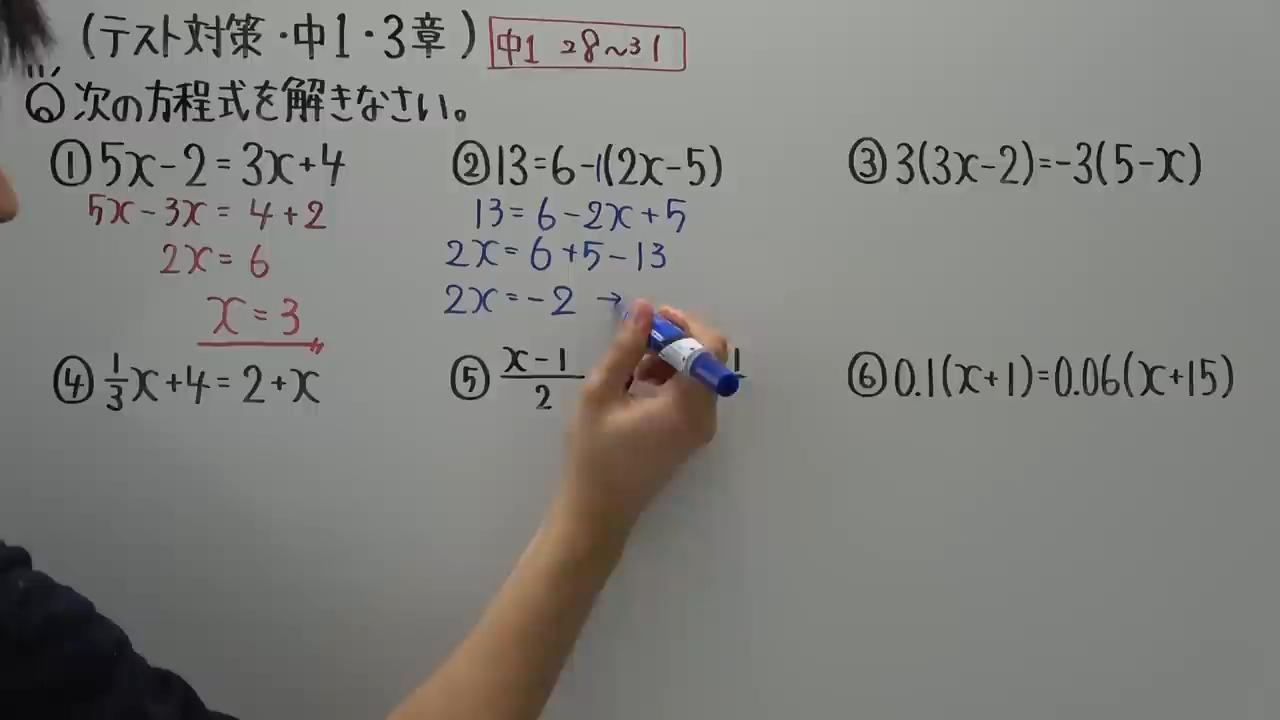 (テスト対策・中1・3章) 中1 28~31
Q 次の方程式を解きなさい。
① 5x-2=3x+4
5x-3x=4+2
2x=6
x=3
② 13=6-1(2x-5)
13=6-2x+5
2x=6+5-13
2x=-2 →
③ 3(3x-2)=-3(5-x)
④ 1/3x+4=2+x
⑤ x-1/2
⑥ 0.1(x+1)=0.06(x+15)